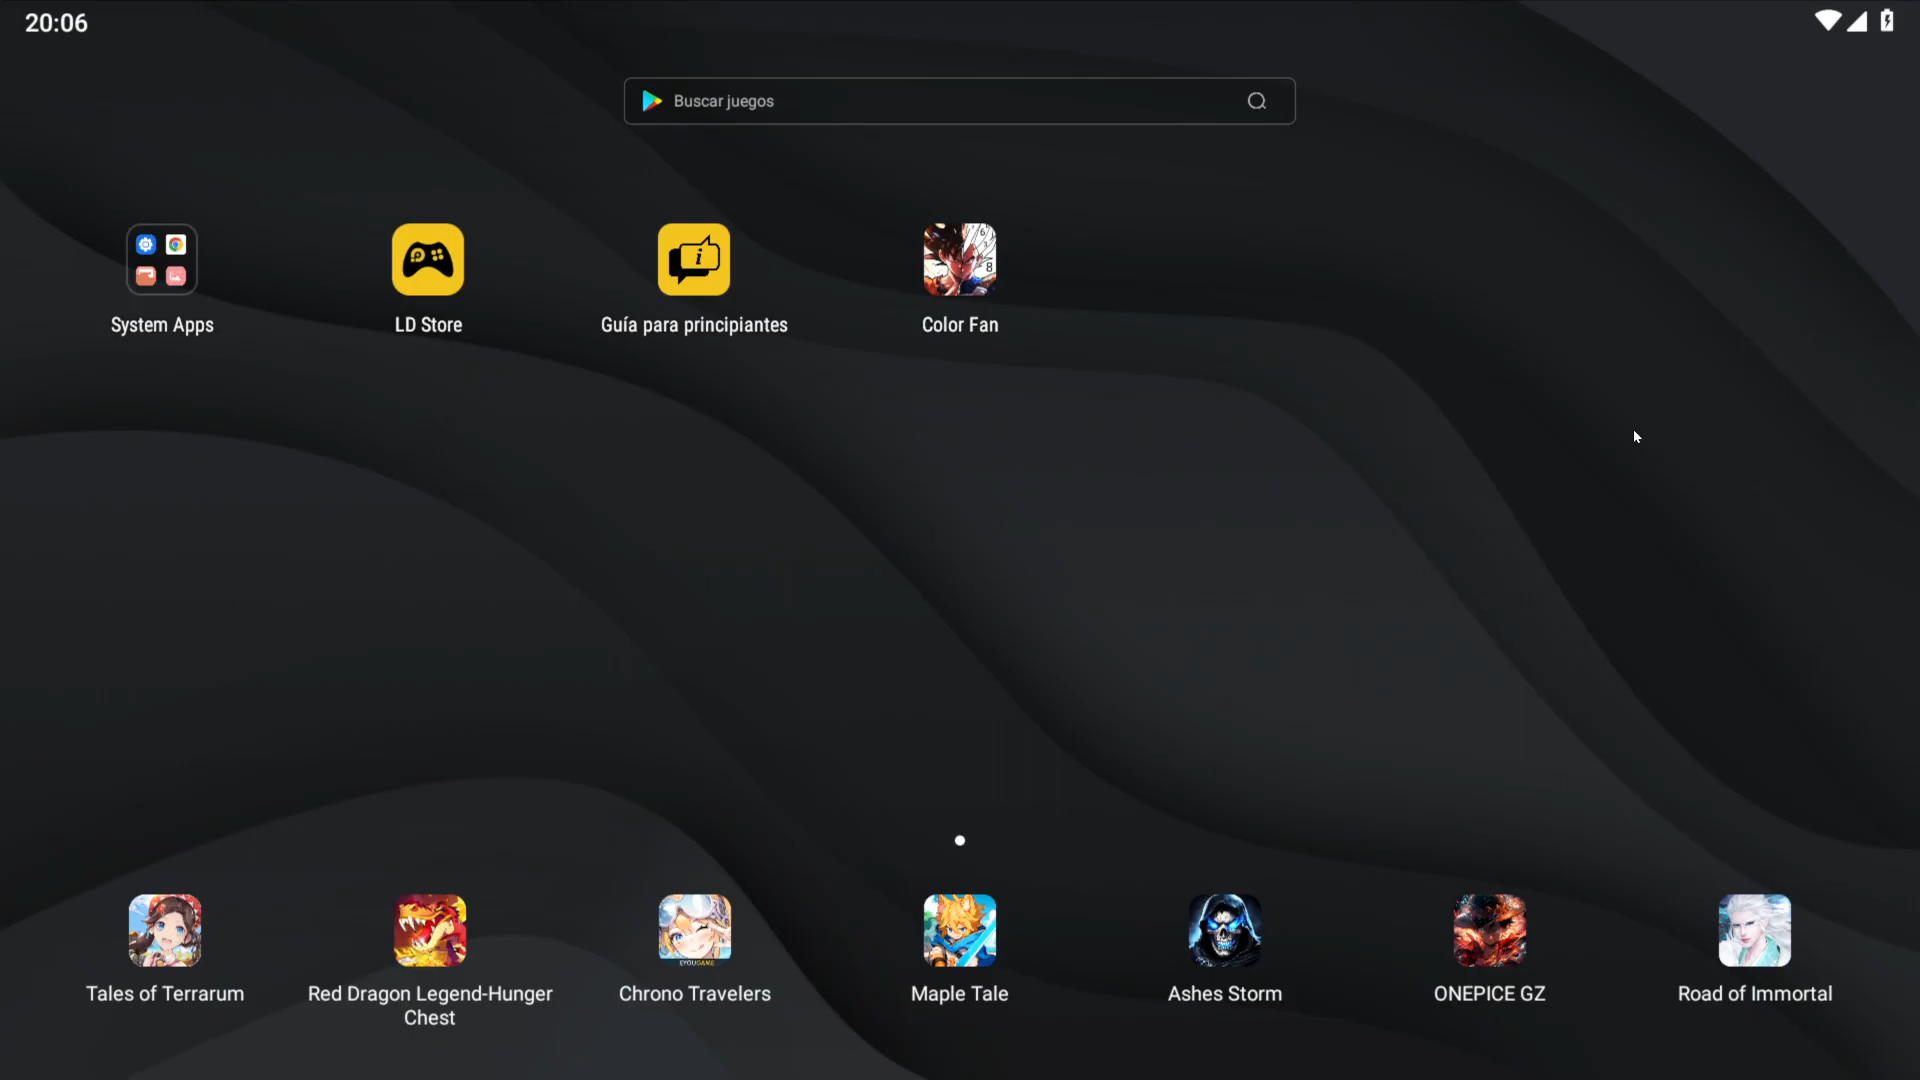 20:06
Buscar juegos
System Apps
LD Store
Guía para principiantes
Color Fan
Tales of Terrarum
Red Dragon Legend-Hunger
Chest
Chrono Travelers
Maple Tale
Ashes Storm
ONEPICE GZ
Road of Immortal